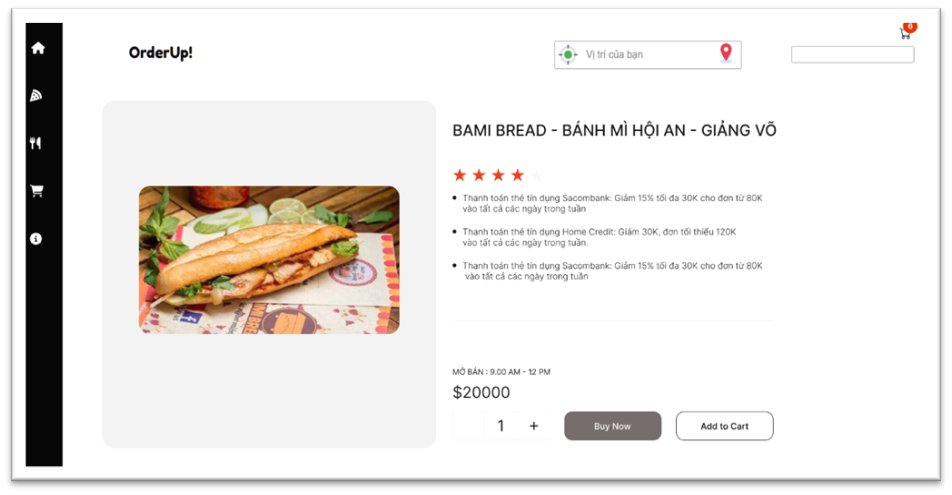 6
OrderUp!
Vị trí của bạn
BAMI BREAD - BÁNH MÌ HỘI AN - GIẢNG VÕ
Thanh toán thẻ tín dụng Sacombank: Giảm 15% tối đa 30K cho đơn từ 80K
vào tất cả các ngày trong tuần
Thanh toán thẻ tín dụng Home Credit: Giảm 30K, đơn tối thiểu 120K
vào tất cả các ngày trong tuần.
Thanh toán thẻ tín dụng Sacombank: Giảm 15% tối đa 30K cho đơn từ 80K
vào tất cả các ngày trong tuần
MỞ BÁN : 9.00 AM - 12 PM
$20000
1 +
Buy Now
Add to Cart